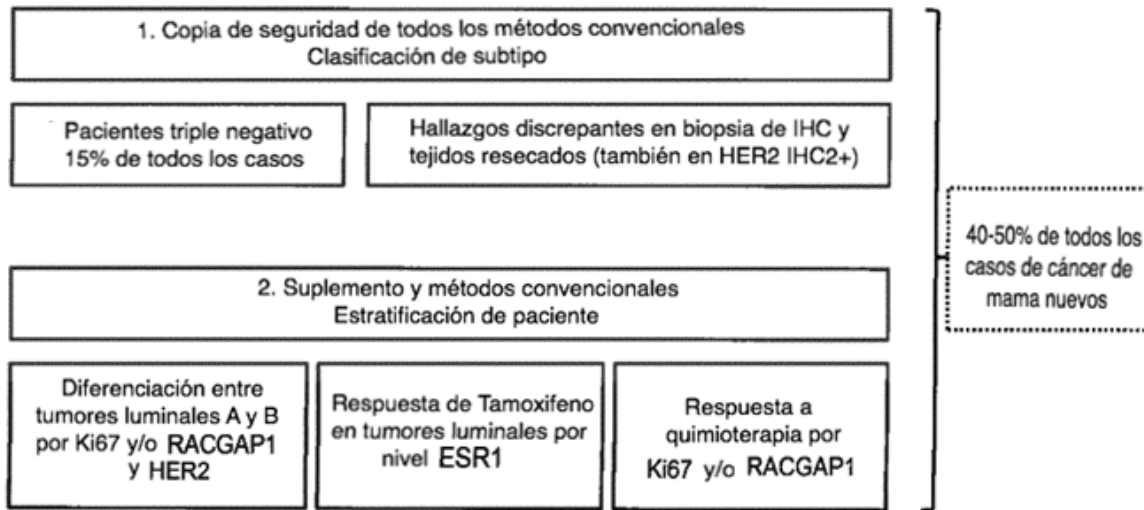 1. Copia de seguridad de todos los métodos convencionales
Clasificación de subtipo
Pacientes triple negativo
15% de todos los casos
Hallazgos discrepantes en biopsia de IHC y
tejidos resecados (también en HER2 IHC2+)
40-50% de todos los
casos de cáncer de
mama nuevos
2. Suplemento y métodos convencionales
Estratificación de paciente
Diferenciación entre
tumores luminales A y B
por Ki67 y/o RACGAP1
y HER2
Respuesta de Tamoxifeno
en tumores luminales por
nivel ESR1
Respuesta a
quimioterapia por
Ki67 y/o RACGAP1